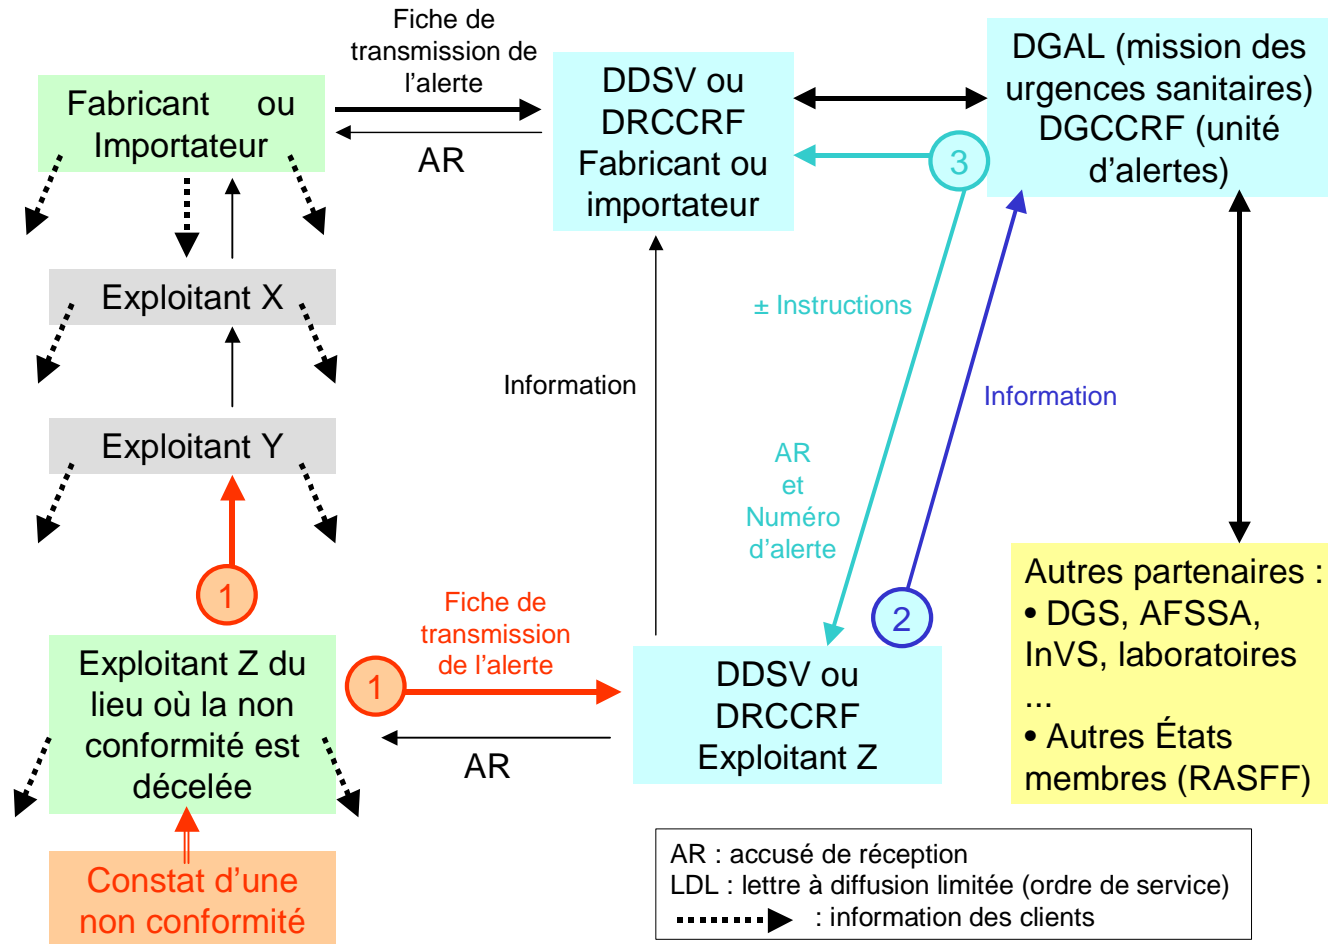 Fiche de
transmission de
l’alerte
Fabricant ou
Importateur
AR
DDSV ou
DRCCRF
Fabricant ou
importateur
DGAL (mission des
urgences sanitaires)
DGCCRF (unité
d’alertes)
3
Exploitant X
± Instructions
Information
Information
Exploitant Y
AR
et
Numéro
d’alerte
1
Fiche de
transmission
de l’alerte
2
Exploitant Z du
lieu où la non
conformité est
décelée
1
AR
DDSV ou
DRCCRF
Exploitant Z
Autres partenaires :
• DGS, AFSSA,
InVS, laboratoires
...
• Autres États
membres (RASFF)
Constat d’une
non conformité
AR : accusé de réception
LDL : lettre à diffusion limitée (ordre de service)
: information des clients